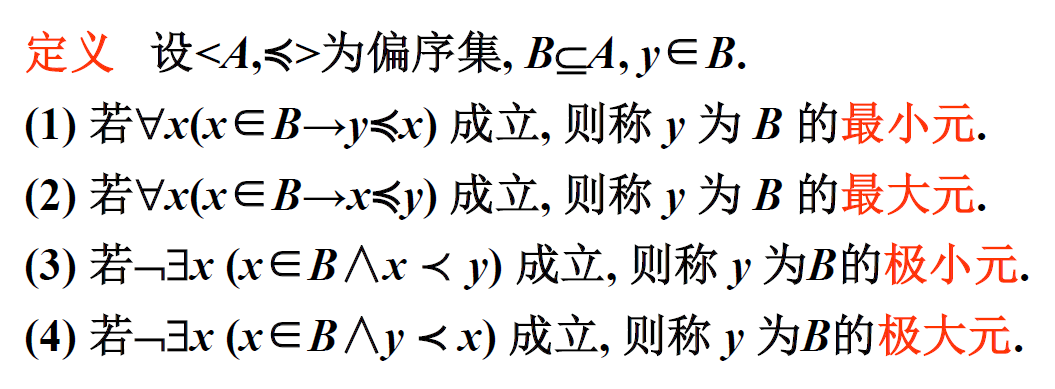 定义 设<A,≼>为偏序集, B⊆A, y∈B.
(1) 若∀x(x∈B→y≼x) 成立, 则称 y 为 B 的最小元.
(2) 若∀x(x∈B→x≼y) 成立, 则称 y 为 B 的最大元.
(3) 若¬∃x (x∈B∧x ≺ y) 成立, 则称 y 为B的极小元.
(4) 若¬∃x (x∈B∧y ≺ x) 成立, 则称 y 为B的极大元.